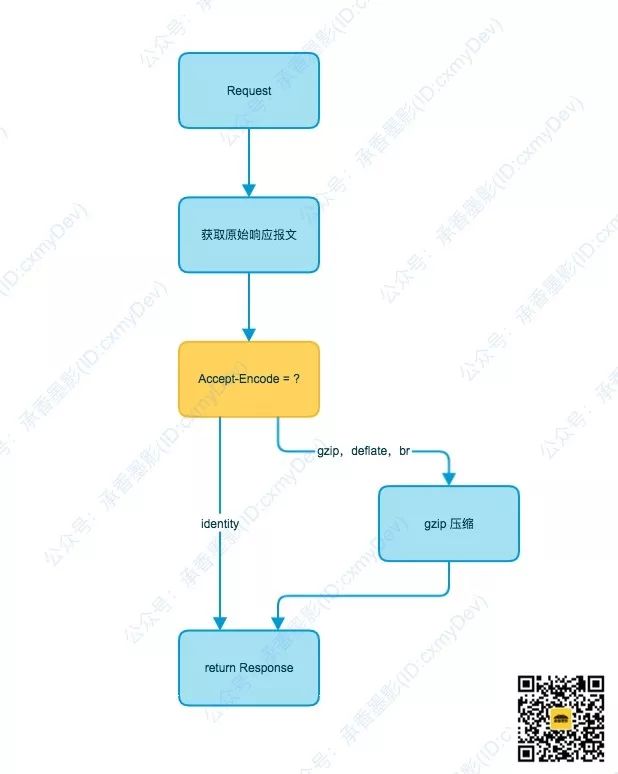 Request
获取原始响应报文
Accept-Encode = ?
gzip，deflate，br
gzip 压缩
identity
return Response
公众号：承香墨影(ID:cxmyDev)